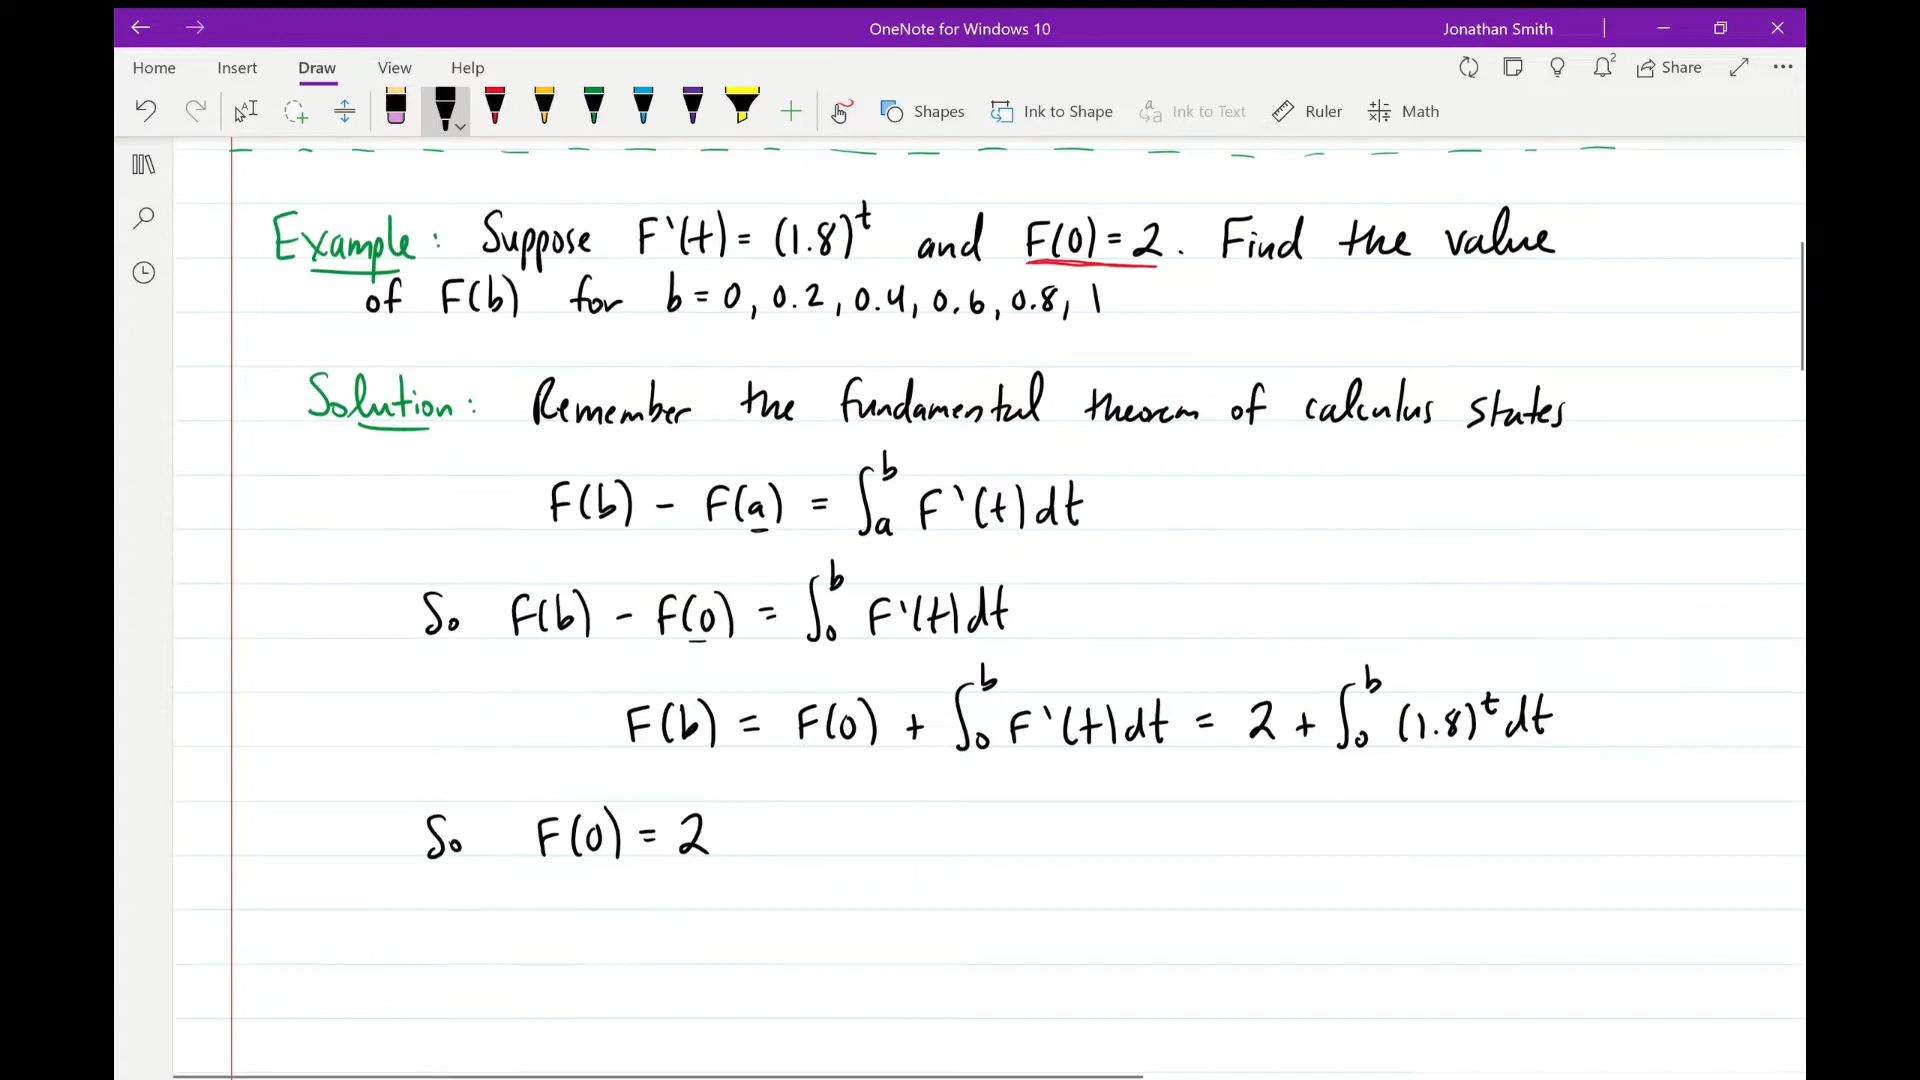 OneNote for Windows 10
Jonathan Smith
Home Insert Draw View Help
2 Share
Shapes Ink to Shape Ink to Text Ruler Math
Example: Suppose F'(t) = (1.8)^t and F(0) = 2. Find the value
of F(b) for b = 0, 0.2, 0.4, 0.6, 0.8, 1
Solution: Remember the fundamental theorem of calculus states
F(b) - F(a) = ∫_a^b F'(t)dt
So F(b) - F(0) = ∫_0^b F'(t)dt
F(b) = F(0) + ∫_0^b F'(t)dt = 2 + ∫_0^b (1.8)^t dt
So F(0) = 2